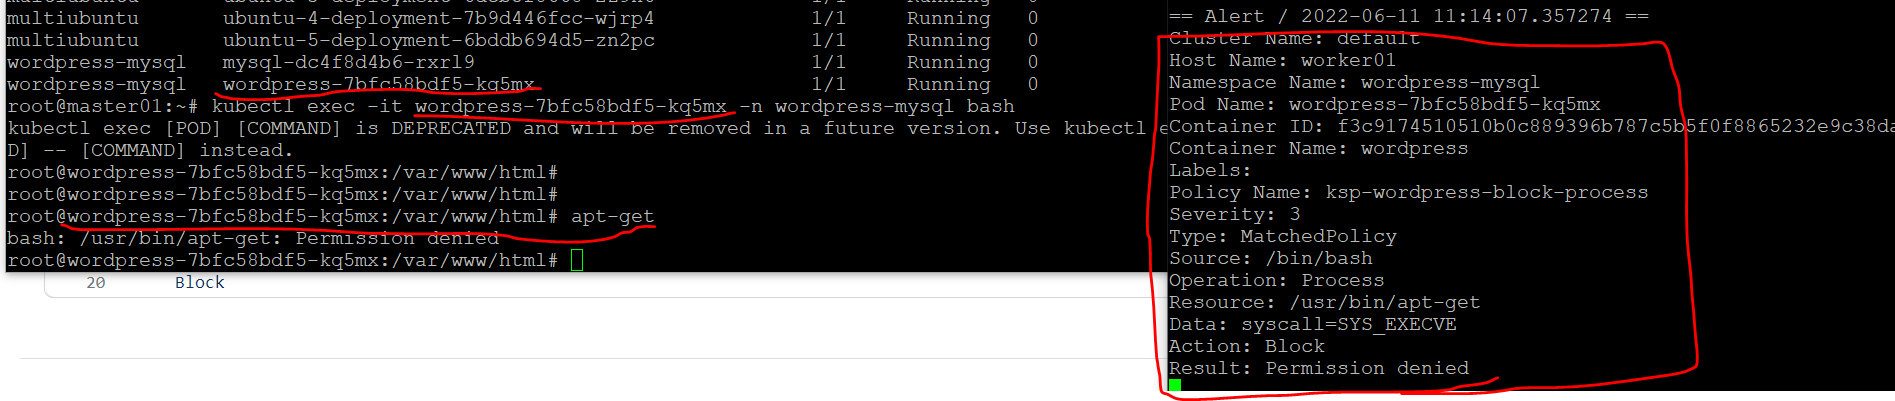 multiubuntu ubuntu-4-deployment-7b9d446fcc-wjrp4 1/1 Running 0
multiubuntu ubuntu-5-deployment-6bddb694d5-zn2pc 1/1 Running 0
wordpress-mysql mysql-dc4f8d4b6-rxrl9 1/1 Running 0
wordpress-mysql wordpress-7bfc58bdf5-kq5mx 1/1 Running 0
root@master01:~# kubectl exec -it wordpress-7bfc58bdf5-kq5mx -n wordpress-mysql bash
kubectl exec [POD] [COMMAND] is DEPRECATED and will be removed in a future version. Use kubectl e
D] -- [COMMAND] instead.
root@wordpress-7bfc58bdf5-kq5mx:/var/www/html#
root@wordpress-7bfc58bdf5-kq5mx:/var/www/html#
root@wordpress-7bfc58bdf5-kq5mx:/var/www/html# apt-get
bash: /usr/bin/apt-get: Permission denied
root@wordpress-7bfc58bdf5-kq5mx:/var/www/html#
20 Block
== Alert / 2022-06-11 11:14:07.357274 ==
Cluster Name: default
Host Name: worker01
Namespace Name: wordpress-mysql
Pod Name: wordpress-7bfc58bdf5-kq5mx
Container ID: f3c9174510510b0c889396b787c5b5f0f8865232e9c38da
Container Name: wordpress
Labels:
Policy Name: ksp-wordpress-block-process
Severity: 3
Type: MatchedPolicy
Source: /bin/bash
Operation: Process
Resource: /usr/bin/apt-get
Data: syscall=SYS_EXECVE
Action: Block
Result: Permission denied